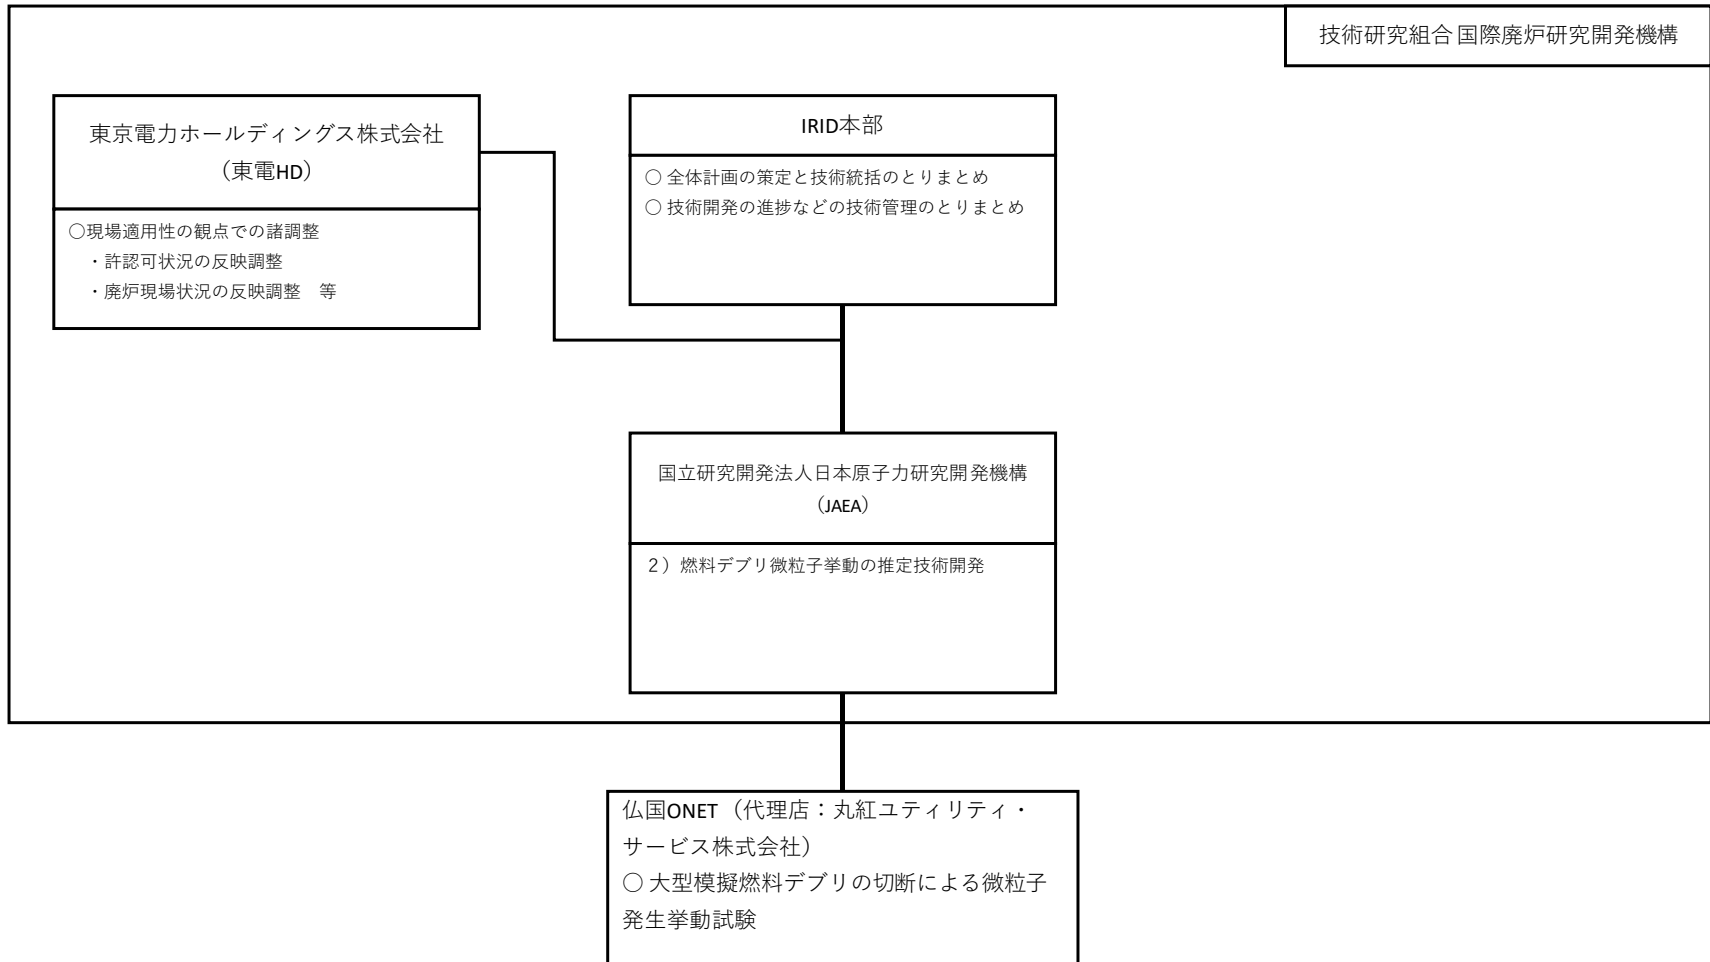 技術研究組合 国際廃炉研究開発機構
東京電力ホールディングス株式会社
（東電HD）
○現場適用性の観点での諸調整
・許認可状況の反映調整
・廃炉現場状況の反映調整　等
IRID本部
○ 全体計画の策定と技術統括のとりまとめ
○ 技術開発の進捗などの技術管理のとりまとめ
国立研究開発法人日本原子力研究開発機構
（JAEA）
２）燃料デブリ微粒子挙動の推定技術開発
仏国ONET（代理店：丸紅ユティリティ・
サービス株式会社）
○ 大型模擬燃料デブリの切断による微粒子
発生挙動試験